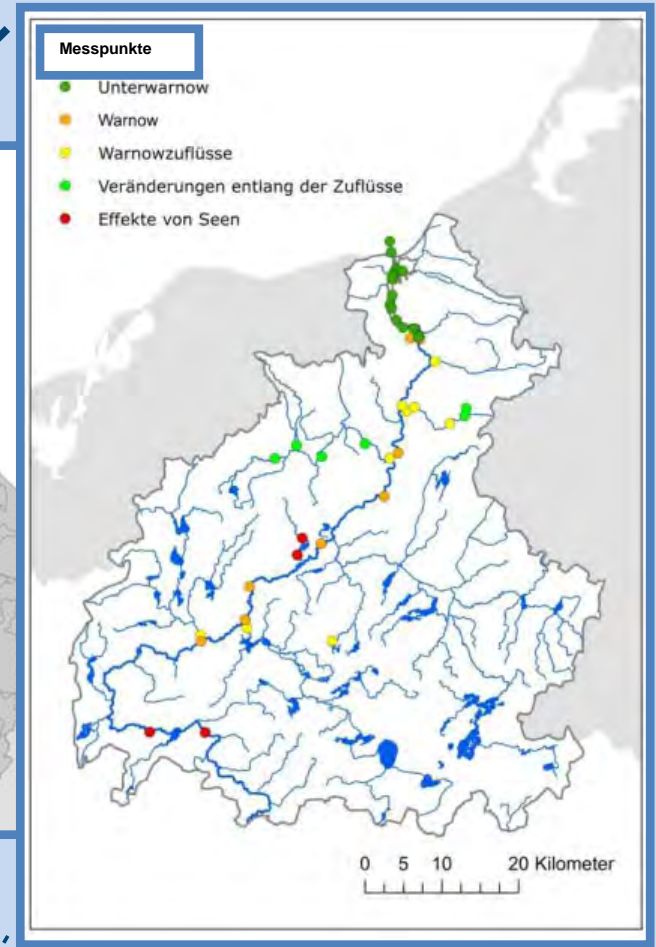 Messpunkte
Unterwarnow
Warnow
Warnowzuflüsse
Veränderungen entlang der Zuflüsse
Effekte von Seen
0 5 10 20 Kilometer